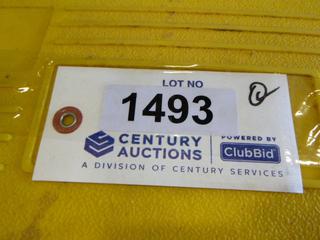 LOT NO
1493
CENTURY
AUCTIONS
POWERED BY
ClubBid
A DIVISION OF CENTURY SERVICES